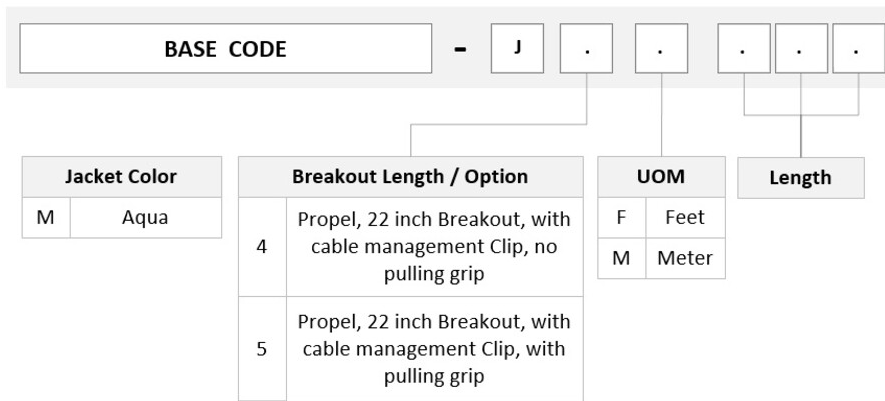 BASE CODE - J . . . . .
Jacket Color
M Aqua
Breakout Length / Option
4 Propel, 22 inch Breakout, with
cable management Clip, no
pulling grip
5 Propel, 22 inch Breakout, with
cable management Clip, with
pulling grip
UOM
F Feet
M Meter
Length